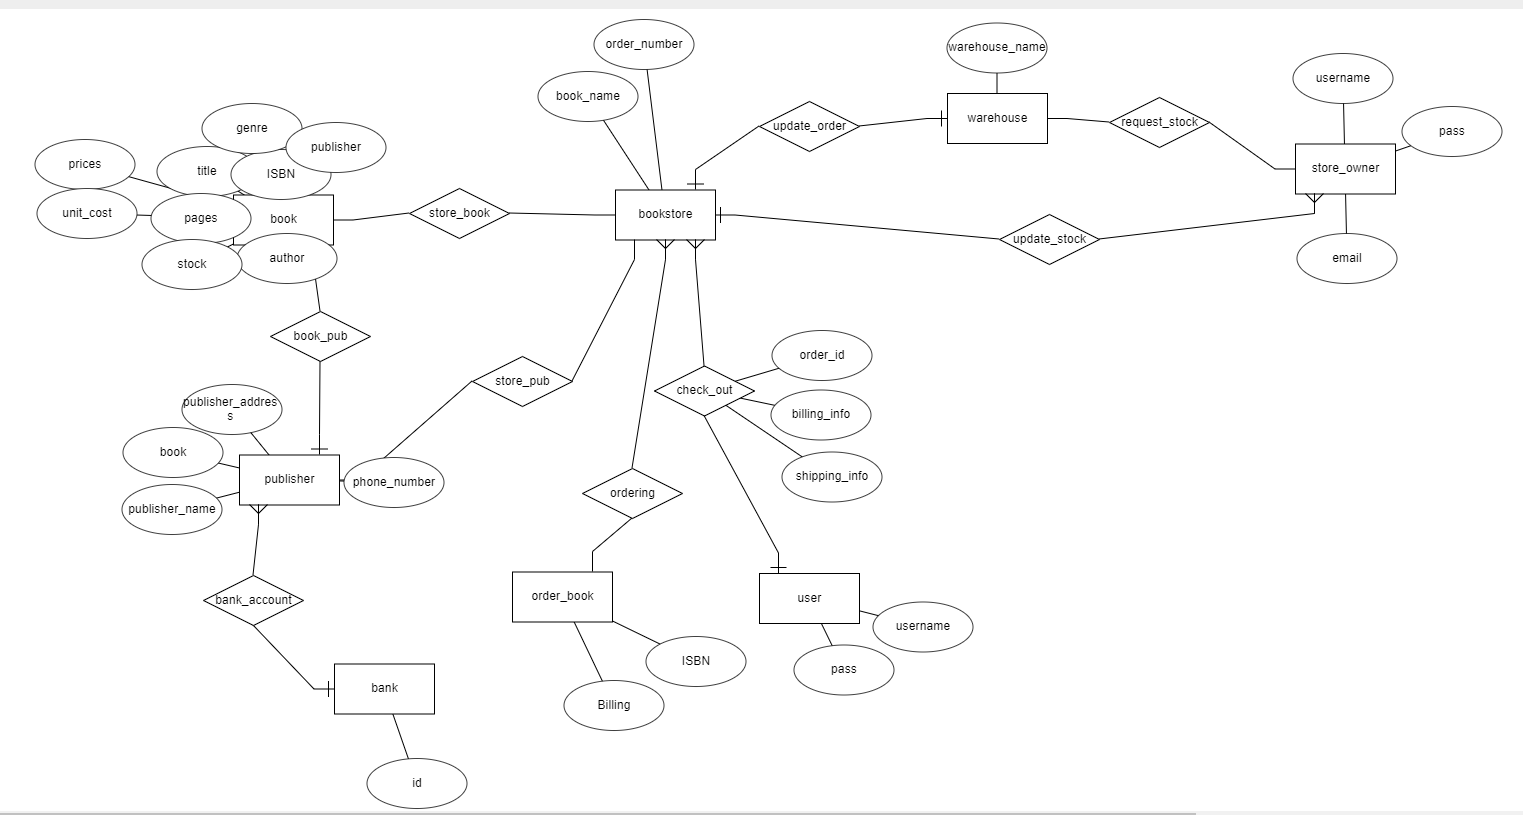 order_number
warehouse_name
username
book_name
genre
update_order
warehouse
request_stock
pass
publisher
prices
title
ISBN
store_owner
unit_cost
pages
book
store_book
bookstore
update_stock
stock
author
email
book_pub
order_id
store_pub
check_out
publisher_addres
s
billing_info
book
publisher
phone_number
shipping_info
publisher_name
ordering
bank_account
order_book
user
username
ISBN
pass
bank
Billing
id